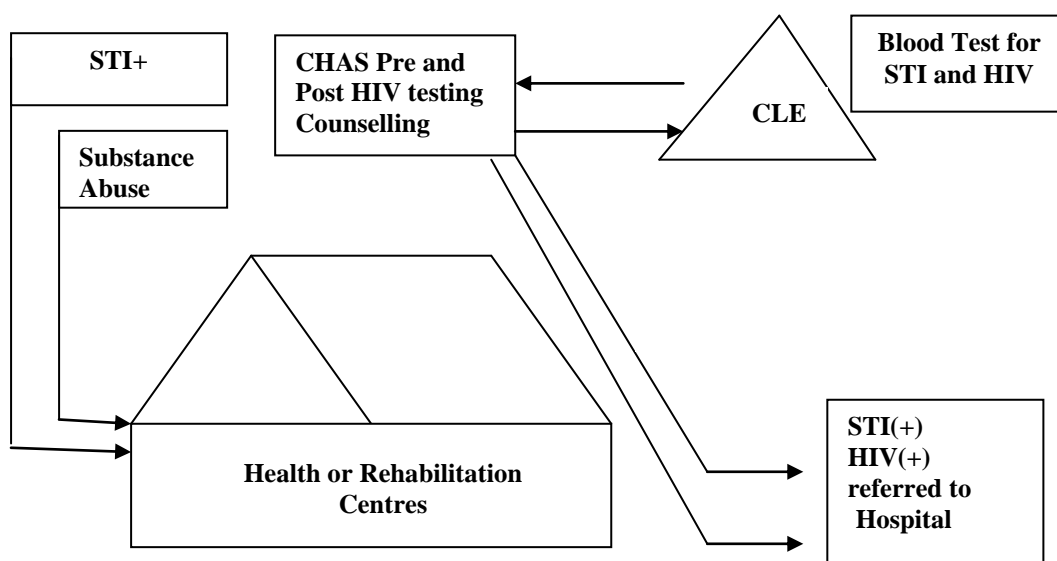 STI+
CHAS Pre and
Post HIV testing
Counselling
CLE
Blood Test for
STI and HIV
Substance
Abuse
Health or Rehabilitation
Centres
STI(+)
HIV(+)
referred to
Hospital